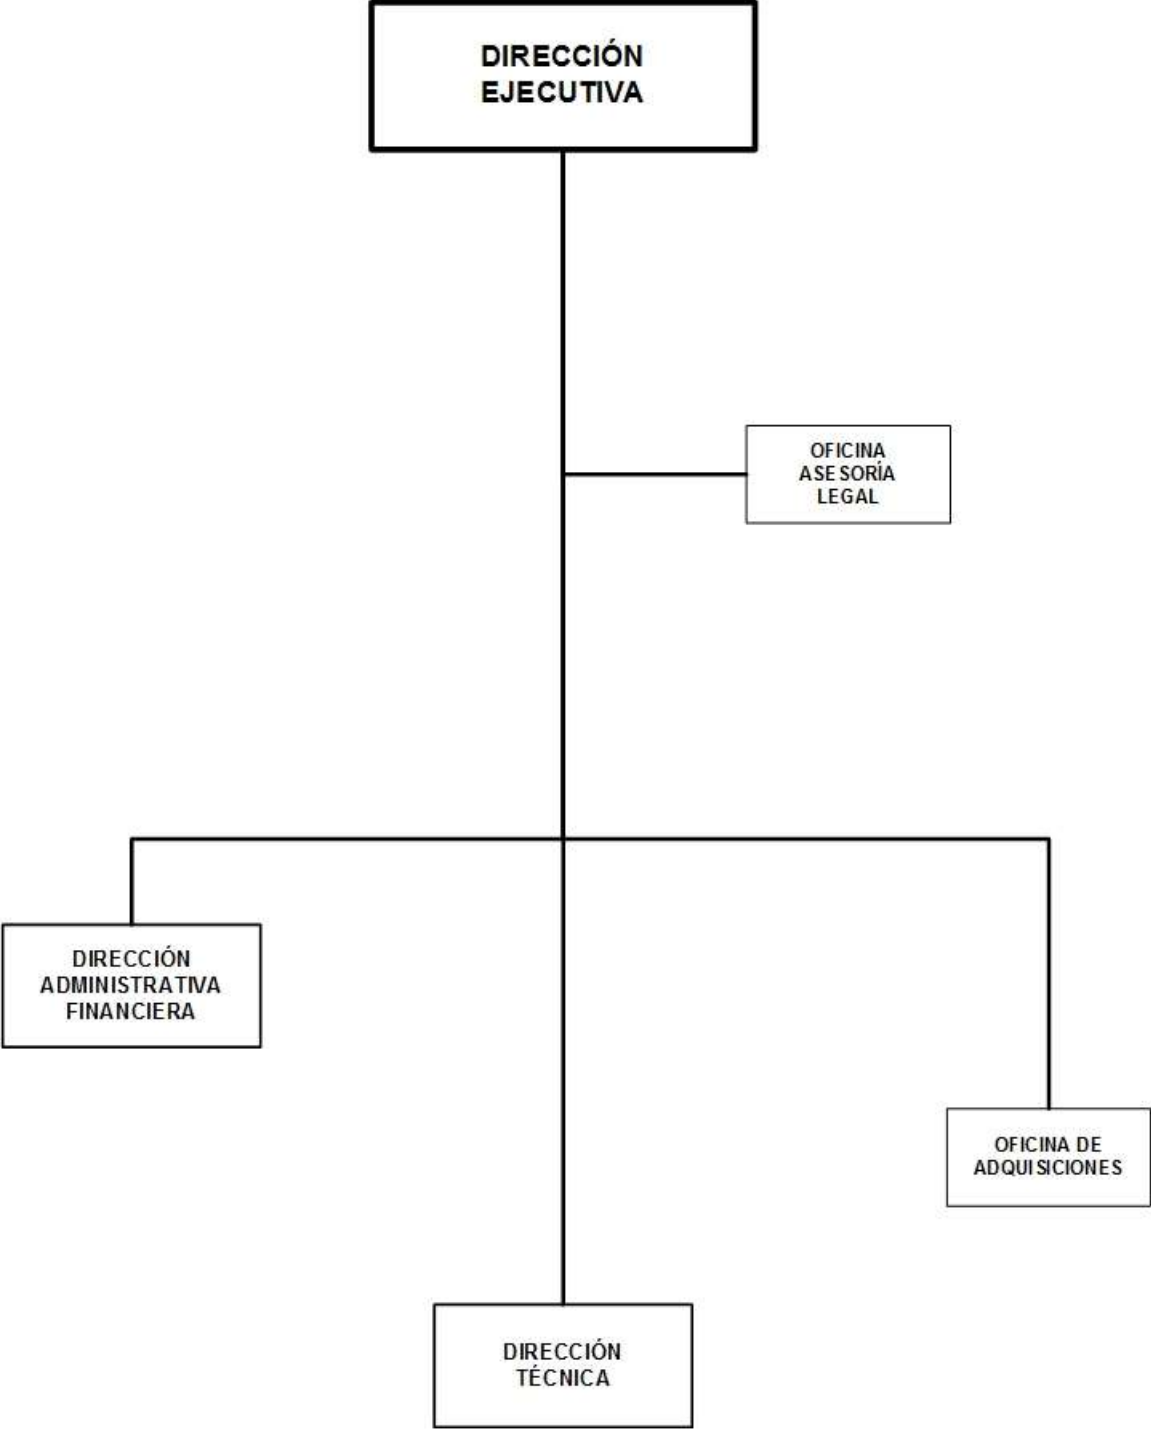 DIRECCIÓN
EJECUTIVA
OFICINA
ASESORÍA
LEGAL
DIRECCIÓN
ADMINISTRATIVA
FINANCIERA
OFICINA DE
ADQUISICIONES
DIRECCIÓN
TÉCNICA